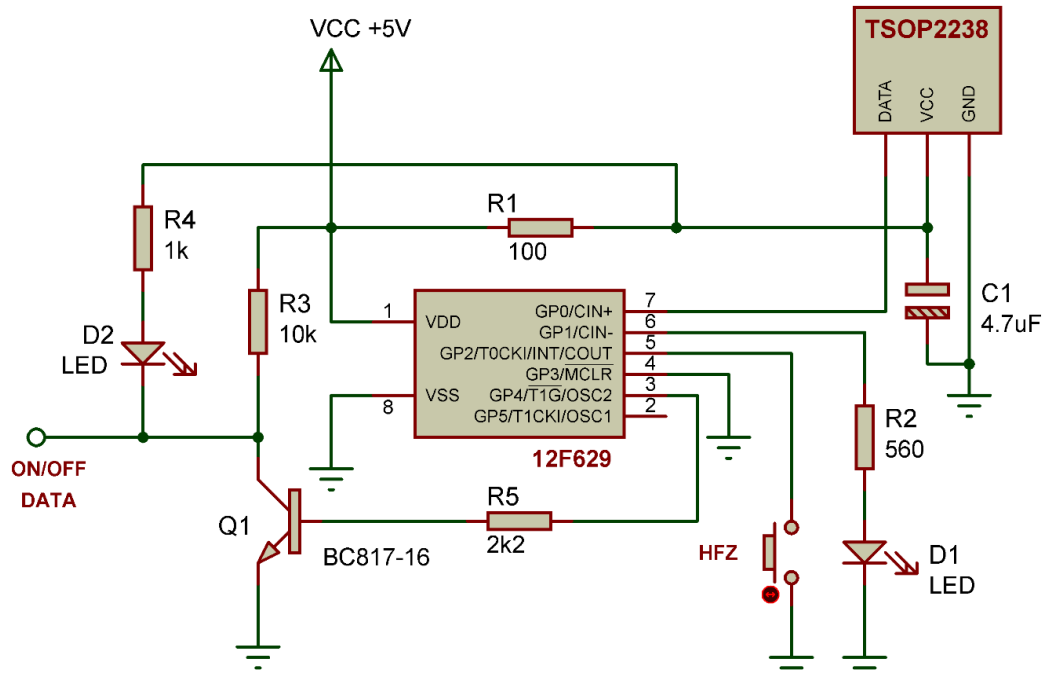 VCC +5V
TSOP2238
DATA
VCC
GND
R4
1k
R1
100
R3
10k
D2
LED
C1
4.7uF
1
VDD
8
VSS
GP0/CIN+
7
GP1/CIN-
6
GP2/T0CKI/INT/COUT
5
GP3/MCLR
4
GP4/T1G/OSC2
3
GP5/T1CKI/OSC1
2
12F629
R2
560
ON/OFF
DATA
Q1
BC817-16
R5
2k2
HFZ
D1
LED